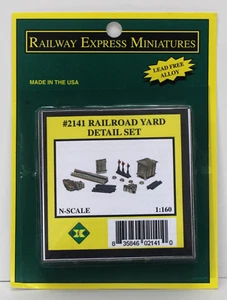 RAILWAY EXPRESS MINIATURES
MADE IN THE USA
LEAD FREE
ALLOY
#2141 RAILROAD YARD
DETAIL SET
N-SCALE
1:160
K
8 35846 02141 0